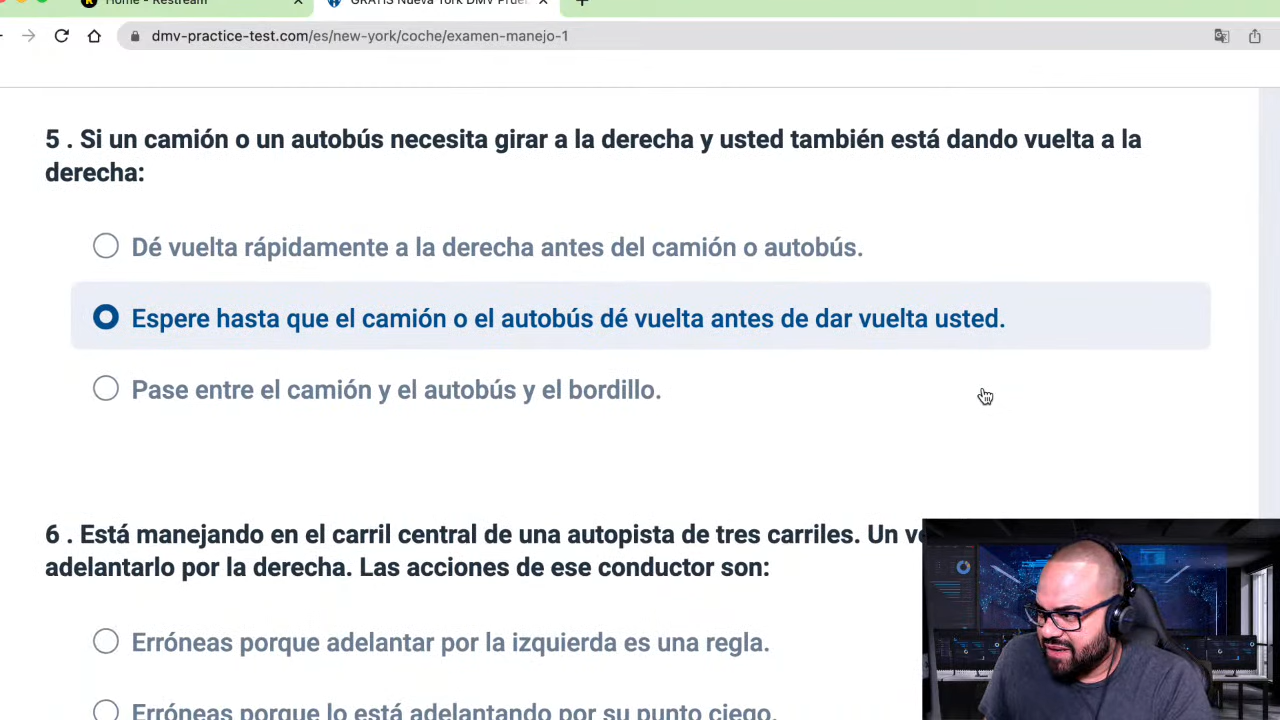 Home - Restream
GRATIS Nueva York DMV
dmv-practice-test.com/es/new-york/coche/examen-manejo-1
5 . Si un camión o un autobús necesita girar a la derecha y usted también está dando vuelta a la
derecha:
Dé vuelta rápidamente a la derecha antes del camión o autobús.
Espere hasta que el camión o el autobús dé vuelta antes de dar vuelta usted.
Pase entre el camión y el autobús y el bordillo.
6 . Está manejando en el carril central de una autopista de tres carriles. Un
adelantarlo por la derecha. Las acciones de ese conductor son:
Erróneas porque adelantar por la izquierda es una regla.
Erróneas porque lo está adelantando por su punto ciego.